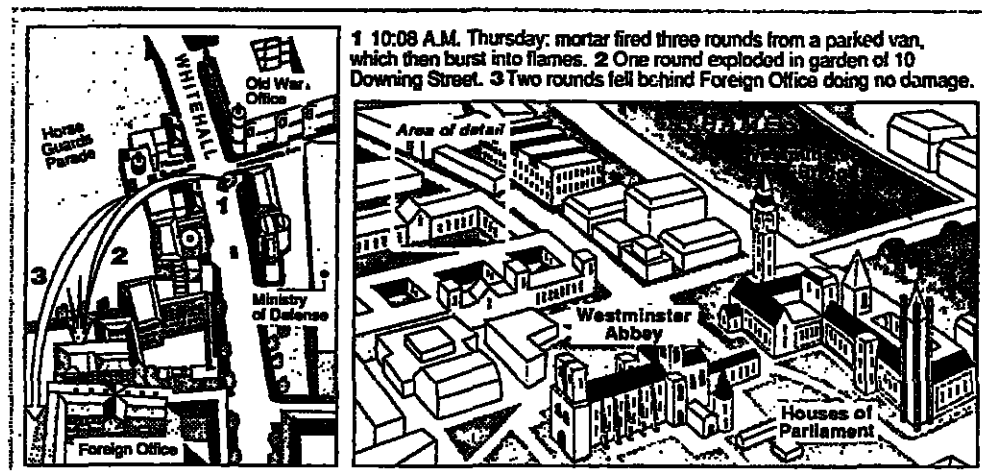 1 10:08 A.M. Thursday: mortar fired three rounds from a parked van,
which then burst into flames. 2 One round exploded in garden of 10
Downing Street. 3 Two rounds fell behind Foreign Office doing no damage.
WHITEHALL
Old War
Office
Horse
Guards
Parade
1
2
3
Ministry
of Defense
Foreign Office
Area of detail
Westminster
Abbey
Houses of
Parliament